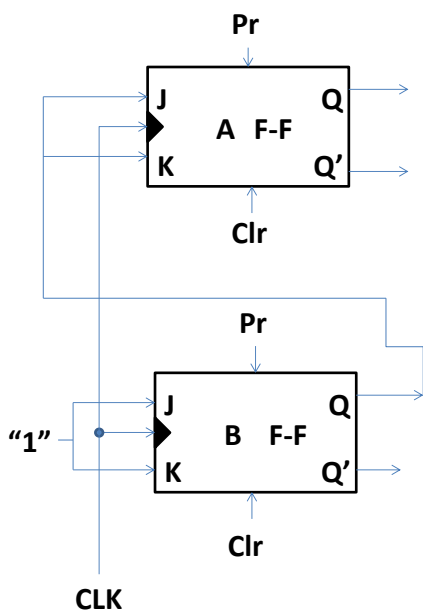 Pr
J Q
A F-F
K Q’
Clr
Pr
J Q
“1” B F-F
K Q’
Clr
CLK